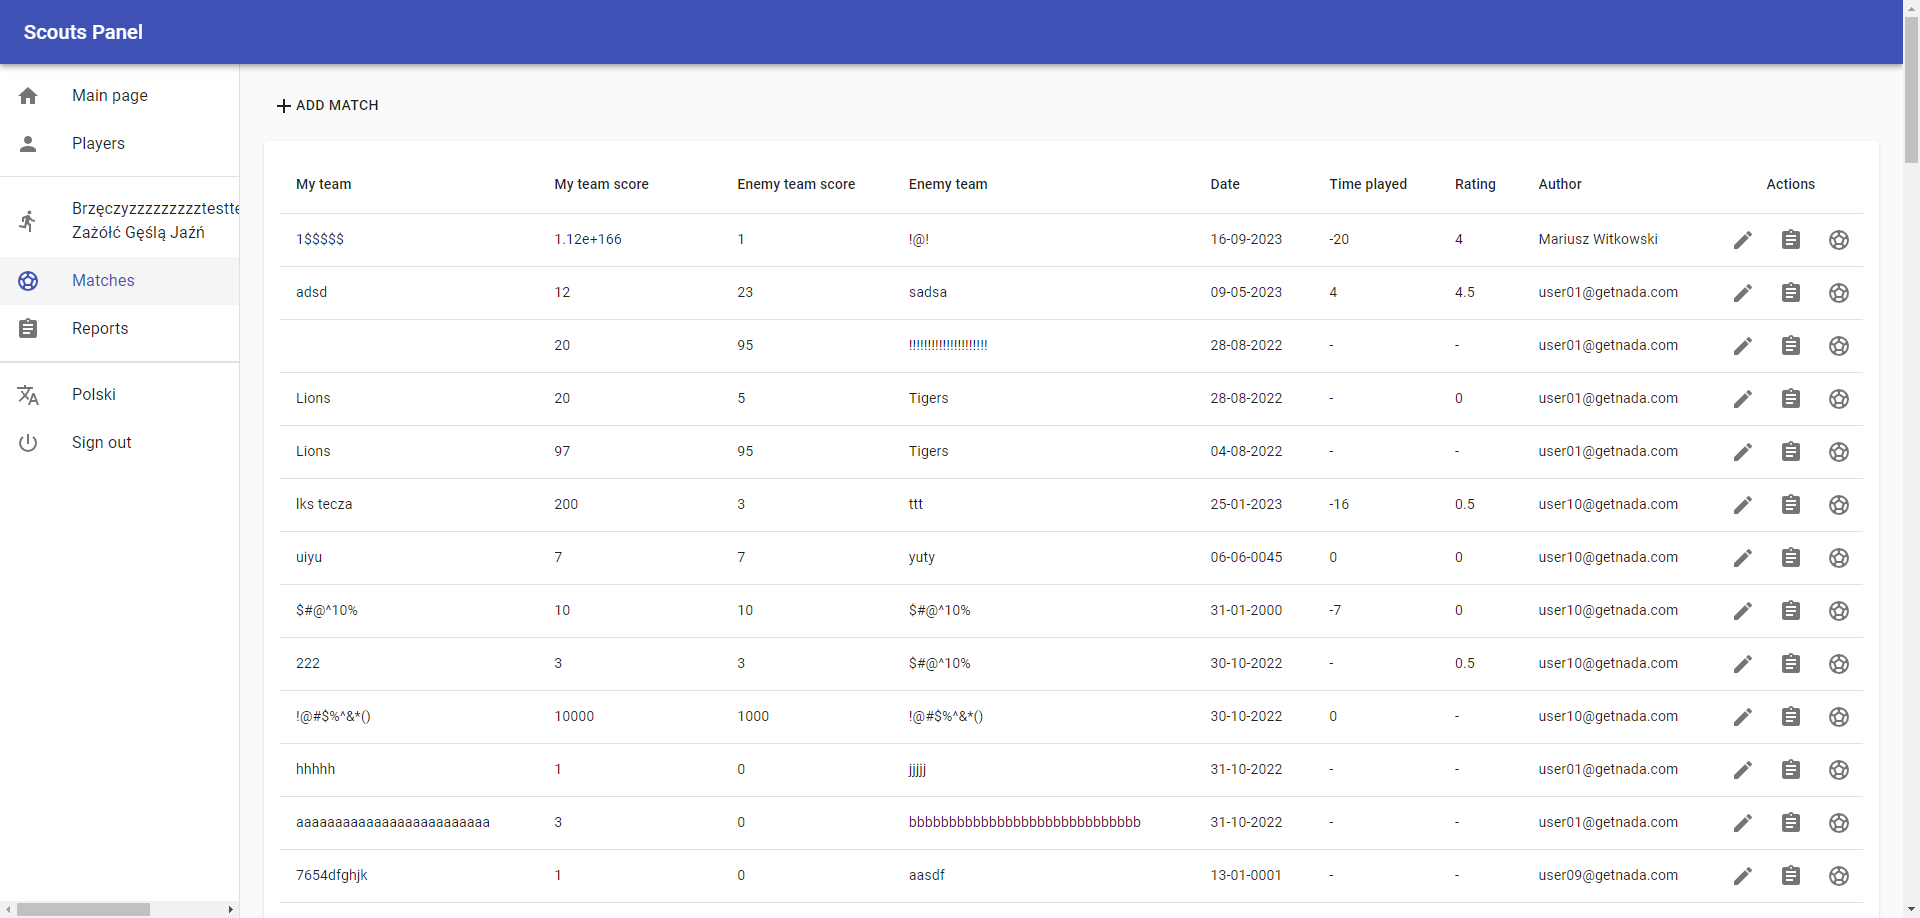 Scouts Panel
Main page
Players
Brzęczyzzzzzzzzztestte
Zażółć Gęślą Jaźń
Matches
Reports
Polski
Sign out
ADD MATCH
My team My team score Enemy team score Enemy team Date Time played Rating Author Actions
1$$$$$ 1.12e+166 1 !@! 16-09-2023 -20 4 Mariusz Witkowski
adsd 12 23 sadsa 09-05-2023 4 4.5 user01@getnada.com
20 95 !!!!!!!!!!!!!!!!!!!!! 28-08-2022 - - user01@getnada.com
Lions 20 5 Tigers 28-08-2022 - 0 user01@getnada.com
Lions 97 95 Tigers 04-08-2022 - - user01@getnada.com
lks tecza 200 3 ttt 25-01-2023 -16 0.5 user10@getnada.com
uiyu 7 7 yuty 06-06-0045 0 0 user10@getnada.com
$#@^10% 10 10 $#@^10% 31-01-2000 -7 0 user10@getnada.com
222 3 3 $#@^10% 30-10-2022 - 0.5 user10@getnada.com
!@#$%^&*() 10000 1000 !@#$%^&*() 30-10-2022 0 - user10@getnada.com
hhhhh 1 0 jjjjj 31-10-2022 - - user01@getnada.com
aaaaaaaaaaaaaaaaaaaaaaaaa 3 0 bbbbbbbbbbbbbbbbbbbbbbbbbbbbb 31-10-2022 - - user01@getnada.com
7654dfghjk 1 0 aasdf 13-01-0001 - - user09@getnada.com